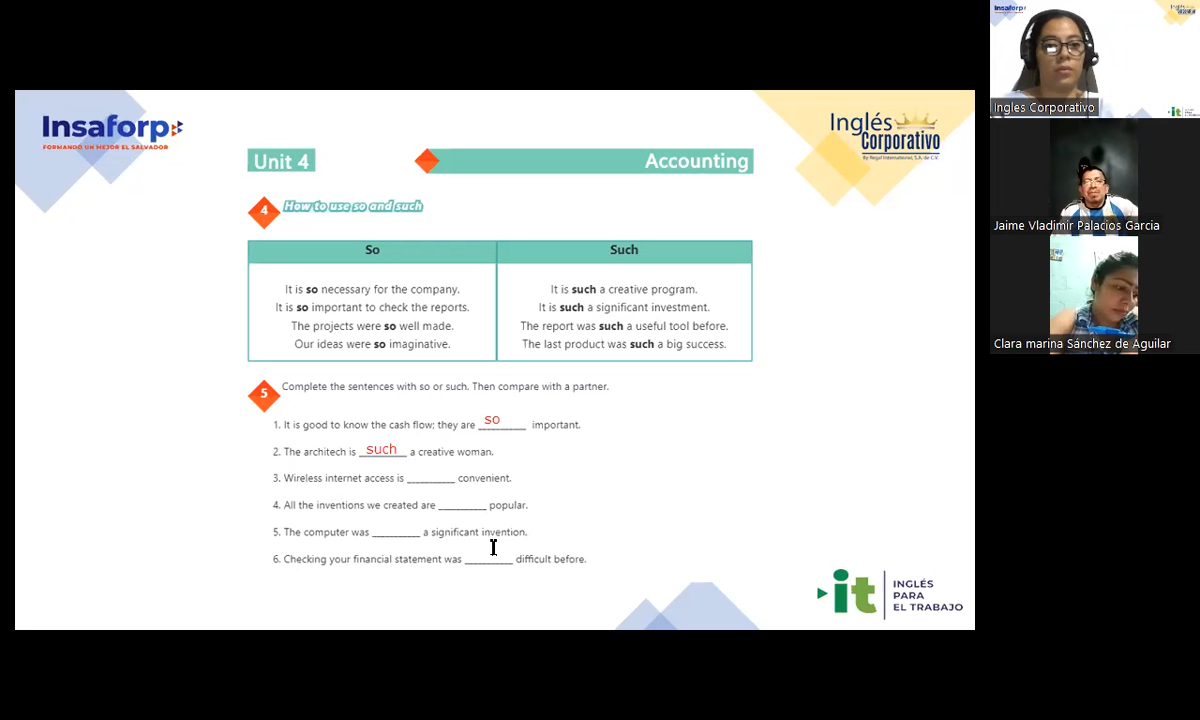 Insaforp
FORMANDO UN MEJOR EL SALVADOR
Inglés
Corporativo
By Regal International, S.A. de C.V.
Unit 4
Accounting
4 How to use so and such
So
Such
It is so necessary for the company.
It is so important to check the reports.
The projects were so well made.
Our ideas were so imaginative.
It is such a creative program.
It is such a significant investment.
The report was such a useful tool before.
The last product was such a big success.
5 Complete the sentences with so or such. Then compare with a partner.
1. It is good to know the cash flow; they are so important.
2. The architech is such a creative woman.
3. Wireless internet access is __________ convenient.
4. All the inventions we created are __________ popular.
5. The computer was __________ a significant invention.
6. Checking your financial statement was __________ difficult before.
it
INGLÉS
PARA
EL TRABAJO
Insaforp
Ingles Corporativo
it
Jaime Vladimir Palacios Garcia
Clara marina Sánchez de Aguilar